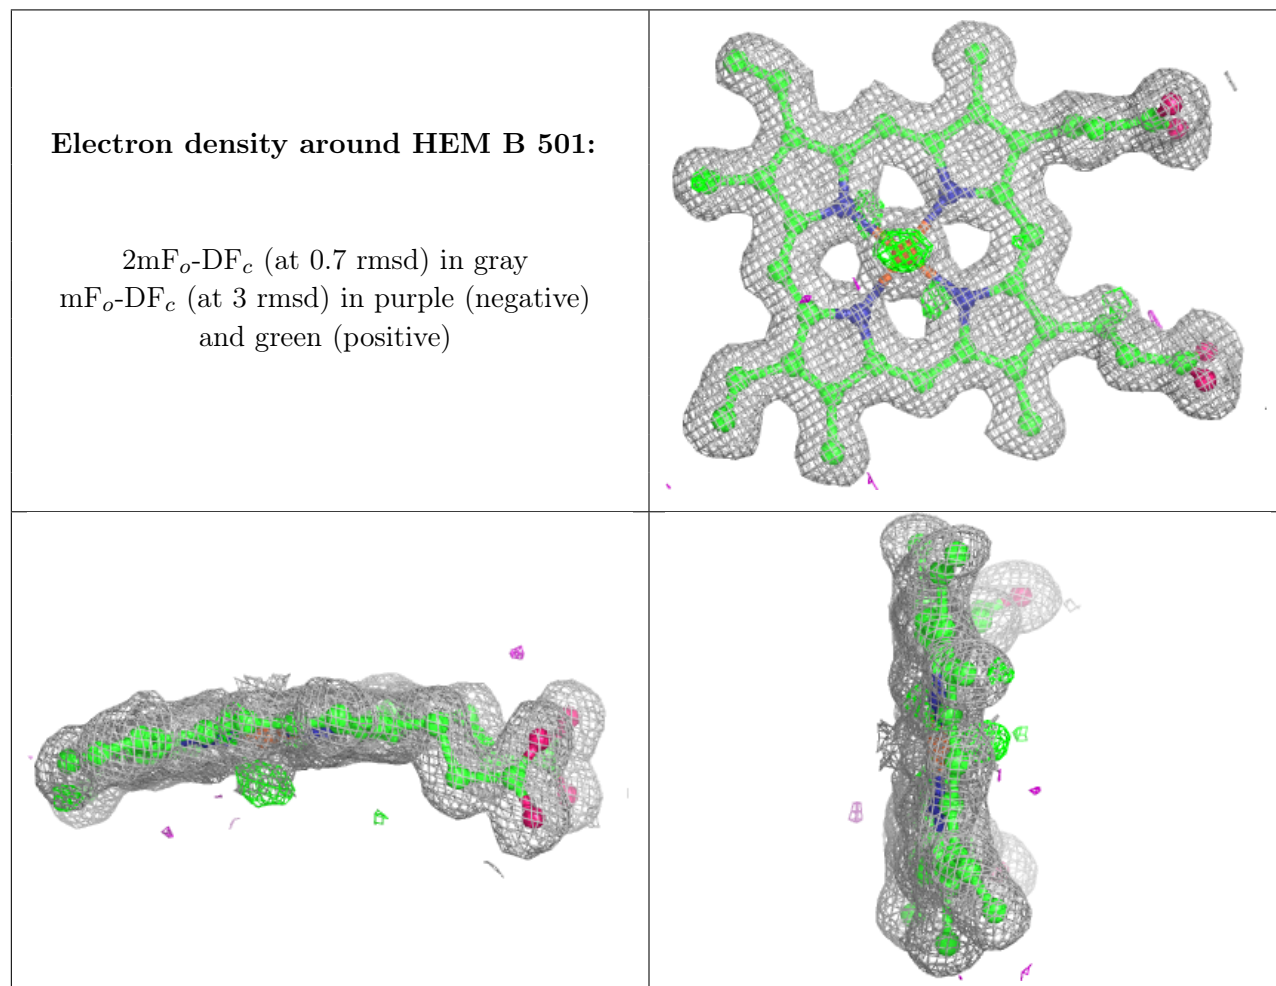 Electron density around HEM B 501:
2mFo-DFc (at 0.7 rmsd) in gray
mFo-DFc (at 3 rmsd) in purple (negative)
and green (positive)